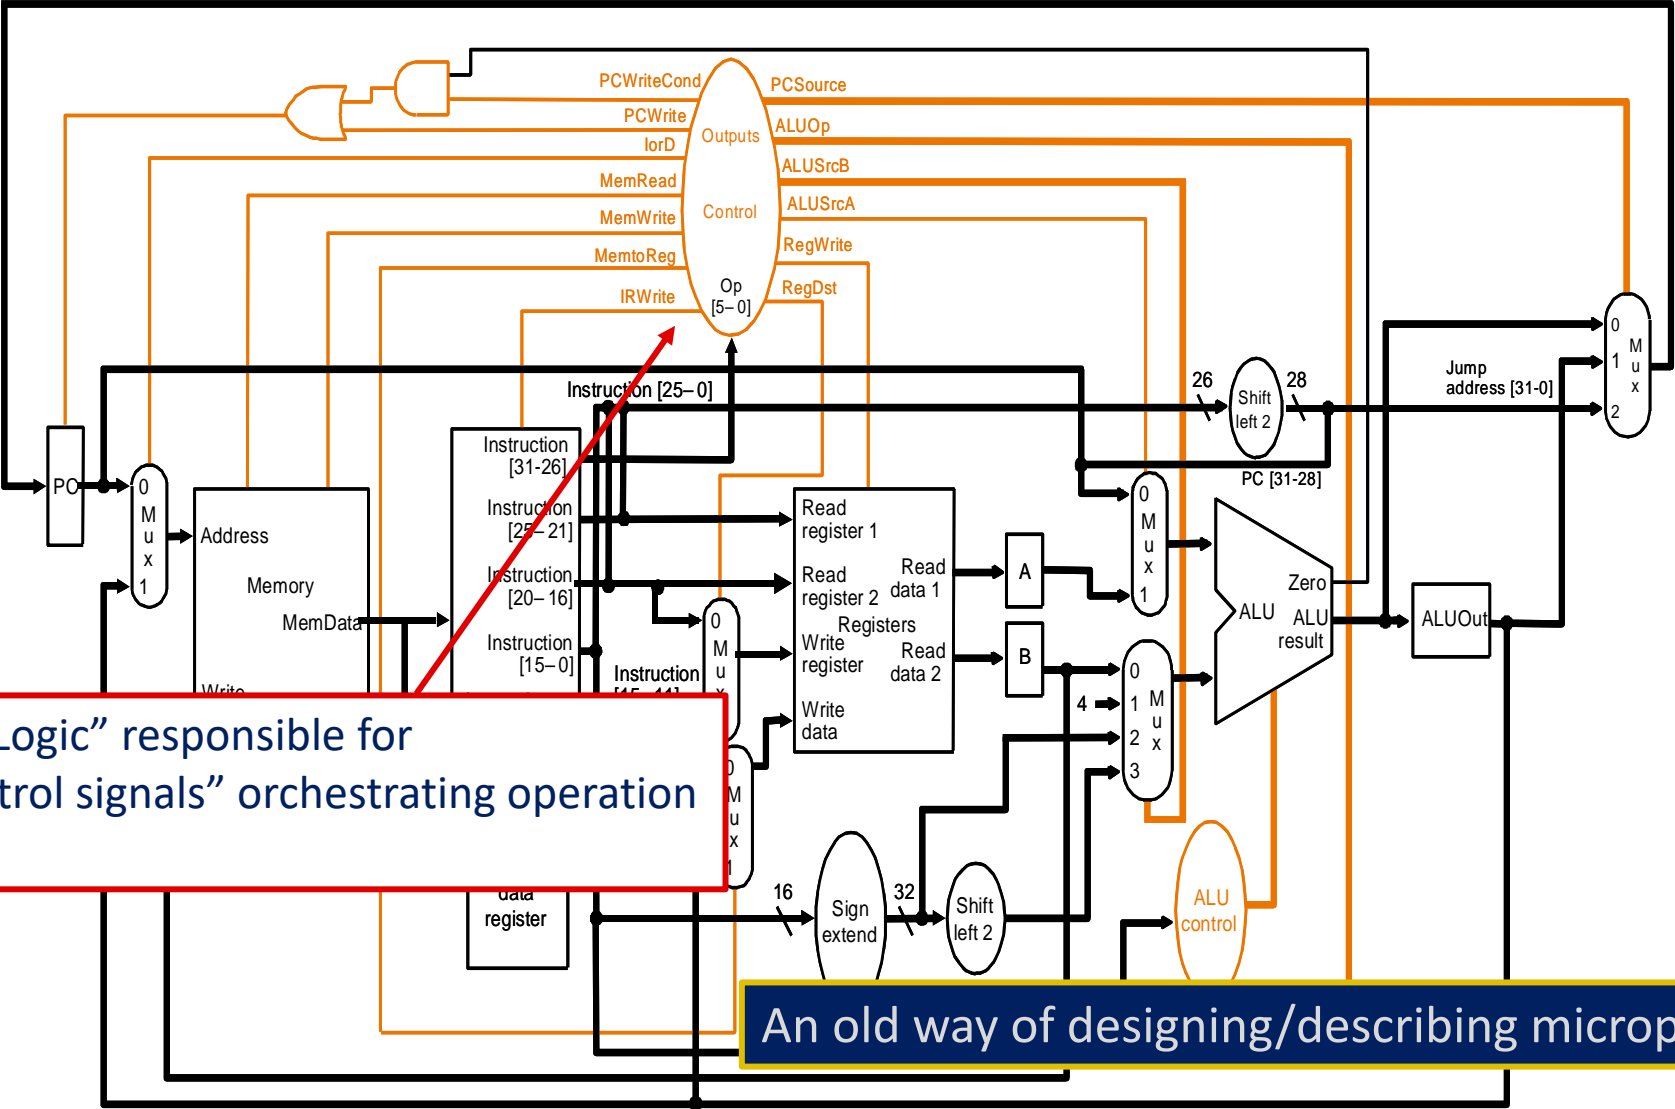 PCWriteCond
PCWrite
IorD
MemRead
MemWrite
MemtoReg
IRWrite
Outputs
Control
Op
[5–0]
PCSource
ALUOp
ALUSrcB
ALUSrcA
RegWrite
RegDst
Instruction [25–0]
26
Shift
left 2
28
Jump
address [31-0]
PC [31-28]
0
1
2
M
u
x
0
M
u
x
1
Address
Memory
MemData
Instruction
[31-26]
Instruction
[25–21]
Instruction
[20–16]
Instruction
[15–0]
Instruction
0
M
u
Read
register 1
Read
register 2
Registers
Write
register
Write
data
Read
data 1
Read
data 2
A
B
4
0
M
u
x
1
0
1
2
3
M
u
x
Zero
ALU
ALU
result
ALUOut
Logic” responsible for
trol signals” orchestrating operation
M
u
x
data
register
16
Sign
extend
32
Shift
left 2
ALU
control
An old way of designing/describing microp